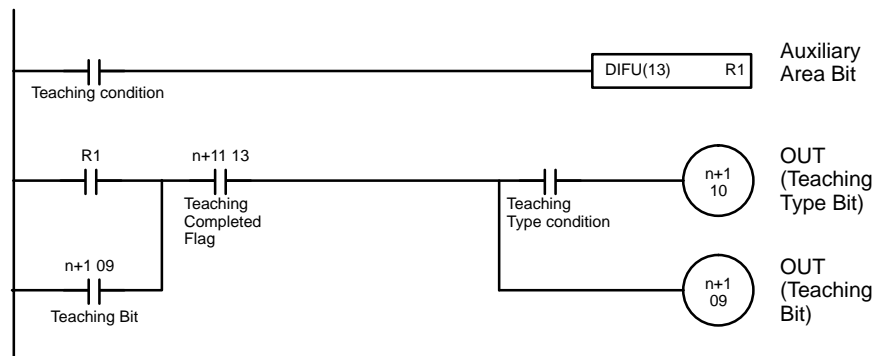 Teaching condition
DIFU(13) R1
Auxiliary
Area Bit
R1
n+11 13
Teaching
Completed
Flag
Teaching
Type condition
n+1
10
OUT
(Teaching
Type Bit)
n+1 09
Teaching Bit
n+1
09
OUT
(Teaching
Bit)